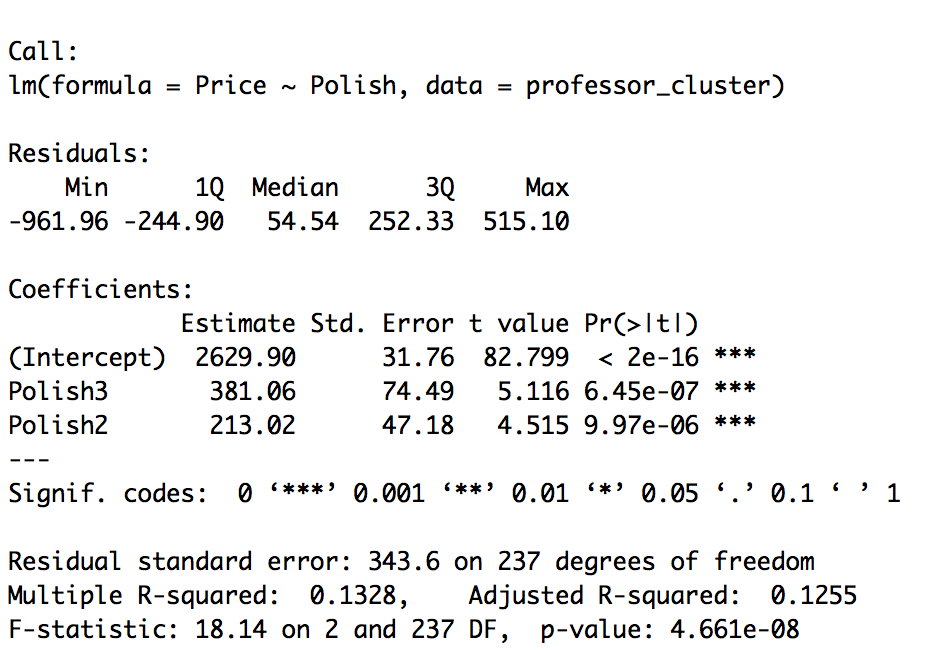 Call:
lm(formula = Price ~ Polish, data = professor_cluster)
Residuals:
    Min      1Q  Median      3Q     Max
-961.96 -244.90   54.54  252.33  515.10
Coefficients:
            Estimate Std. Error t value Pr(>|t|)
(Intercept)  2629.90      31.76  82.799  < 2e-16 ***
Polish3       381.06      74.49   5.116 6.45e-07 ***
Polish2       213.02      47.18   4.515 9.97e-06 ***
---
Signif. codes:  0 ‘***’ 0.001 ‘**’ 0.01 ‘*’ 0.05 ‘.’ 0.1 ‘ ’ 1
Residual standard error: 343.6 on 237 degrees of freedom
Multiple R-squared:  0.1328,    Adjusted R-squared:  0.1255
F-statistic: 18.14 on 2 and 237 DF,  p-value: 4.661e-08